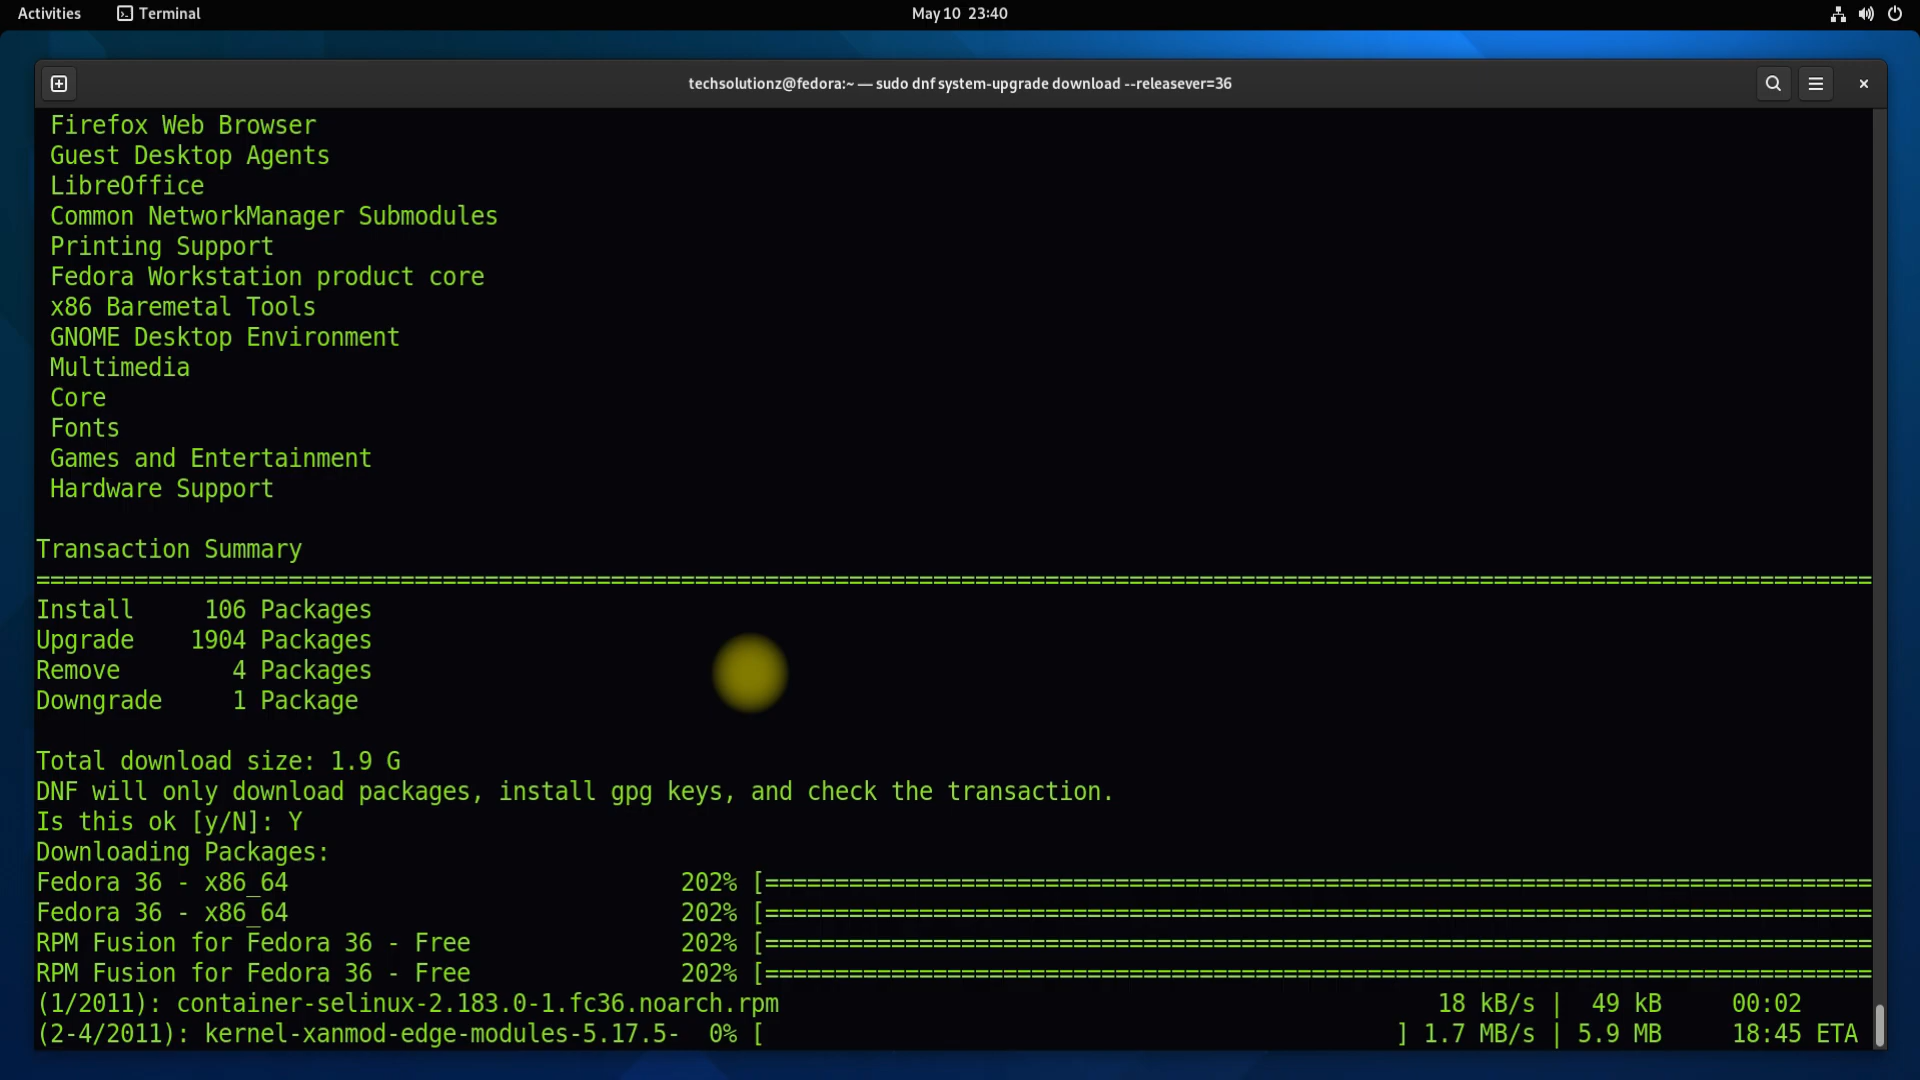 Activities Terminal May 10 23:40
techsolutionz@fedora:~ — sudo dnf system-upgrade download --releasever=36
Firefox Web Browser
Guest Desktop Agents
LibreOffice
Common NetworkManager Submodules
Printing Support
Fedora Workstation product core
x86 Baremetal Tools
GNOME Desktop Environment
Multimedia
Core
Fonts
Games and Entertainment
Hardware Support
Transaction Summary
===================================================================================================================================
Install     106 Packages
Upgrade    1904 Packages
Remove        4 Packages
Downgrade     1 Package
Total download size: 1.9 G
DNF will only download packages, install gpg keys, and check the transaction.
Is this ok [y/N]: Y
Downloading Packages:
Fedora 36 - x86_64                            202% [===============================================================================
Fedora 36 - x86_64                            202% [===============================================================================
RPM Fusion for Fedora 36 - Free               202% [===============================================================================
RPM Fusion for Fedora 36 - Free               202% [===============================================================================
(1/2011): container-selinux-2.183.0-1.fc36.noarch.rpm                                               18 kB/s |  49 kB     00:02
(2-4/2011): kernel-xanmod-edge-modules-5.17.5-  0% [                                             ] 1.7 MB/s | 5.9 MB     18:45 ETA